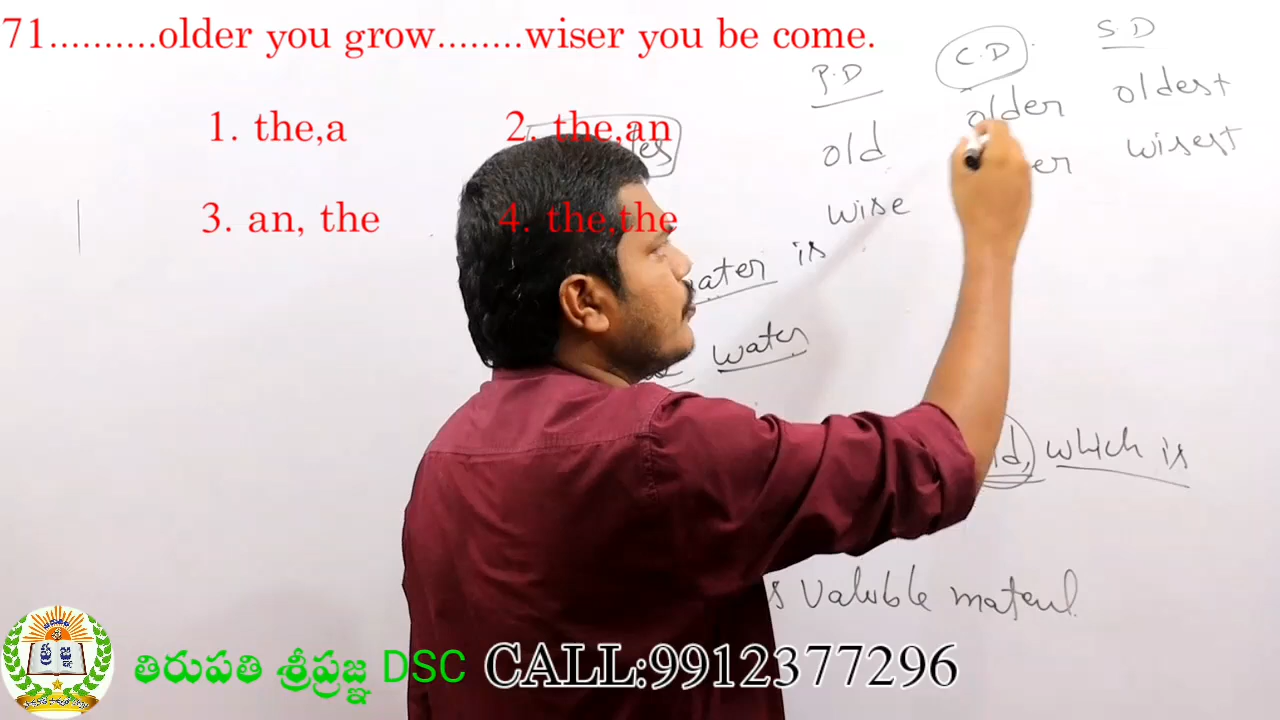 71..........older you grow........wiser you be come.
1. the,a 2. the,an
3. an, the 4. the,the
P.D C.D S.D
old older oldest
wise wisest
water is
water
which is
Valuble
తిరుపతి శ్రీప్రజ్ఞ DSC CALL:9912377296